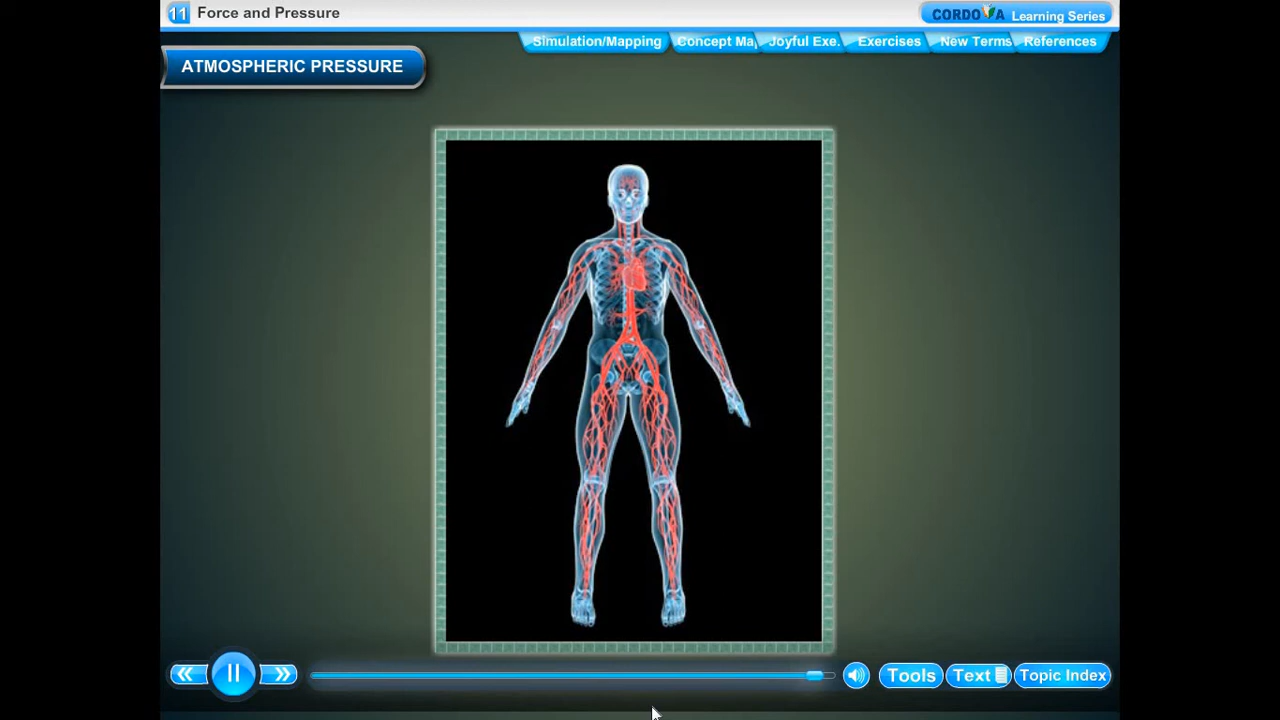 11 Force and Pressure
CORDOVA Learning Series
Simulation/Mapping Concept Ma Joyful Exe. Exercises New Terms References
ATMOSPHERIC PRESSURE
Tools Text Topic Index